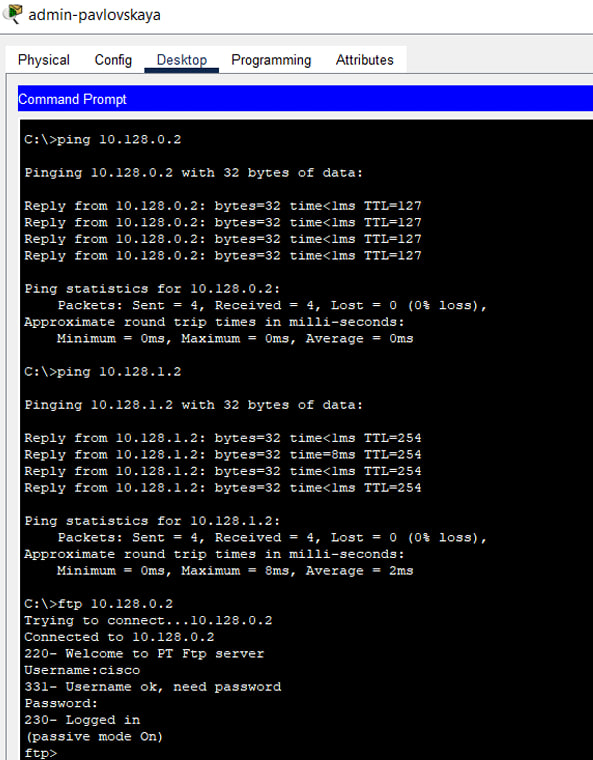 admin-pavlovskaya
Physical Config Desktop Programming Attributes
Command Prompt
C:\>ping 10.128.0.2
Pinging 10.128.0.2 with 32 bytes of data:
Reply from 10.128.0.2: bytes=32 time<1ms TTL=127
Reply from 10.128.0.2: bytes=32 time<1ms TTL=127
Reply from 10.128.0.2: bytes=32 time<1ms TTL=127
Reply from 10.128.0.2: bytes=32 time<1ms TTL=127
Ping statistics for 10.128.0.2:
Packets: Sent = 4, Received = 4, Lost = 0 (0% loss),
Approximate round trip times in milli-seconds:
Minimum = 0ms, Maximum = 0ms, Average = 0ms
C:\>ping 10.128.1.2
Pinging 10.128.1.2 with 32 bytes of data:
Reply from 10.128.1.2: bytes=32 time<1ms TTL=254
Reply from 10.128.1.2: bytes=32 time=8ms TTL=254
Reply from 10.128.1.2: bytes=32 time<1ms TTL=254
Reply from 10.128.1.2: bytes=32 time<1ms TTL=254
Ping statistics for 10.128.1.2:
Packets: Sent = 4, Received = 4, Lost = 0 (0% loss),
Approximate round trip times in milli-seconds:
Minimum = 0ms, Maximum = 8ms, Average = 2ms
C:\>ftp 10.128.0.2
Trying to connect...10.128.0.2
Connected to 10.128.0.2
220- Welcome to PT Ftp server
Username:cisco
331- Username ok, need password
Password:
230- Logged in
(passive mode On)
ftp>